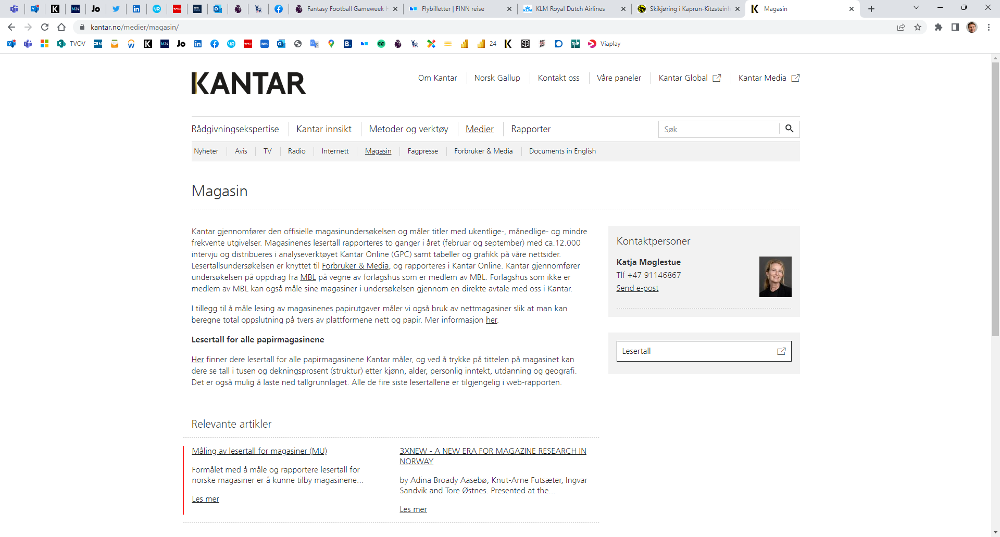 Fantasy Football Gameweek
Flybilletter | FINN reise
KLM Royal Dutch Airlines
Skikjøring i Kaprun-Kitzsteinh
Magasin
kantar.no/medier/magasin/
TVOV
24
Viaplay
KANTAR
Om Kantar
Norsk Gallup
Kontakt oss
Våre paneler
Kantar Global
Kantar Media
Rådgivningsekspertise
Kantar innsikt
Metoder og verktøy
Medier
Rapporter
Søk
Nyheter
Avis
TV
Radio
Internett
Magasin
Fagpresse
Forbruker & Media
Documents in English
Magasin
Kantar gjennomfører den offisielle magasinundersøkelsen og måler titler med ukentlige-, månedlige- og mindre
frekvente utgivelser. Magasinenes lesertall rapporteres to ganger i året (februar og september) med ca.12.000
intervju og distribueres i analyseverktøyet Kantar Online (GPC) samt tabeller og grafikk på våre nettsider.
Lesertallsundersøkelsen er knyttet til Forbruker & Media, og rapporteres i Kantar Online. Kantar gjennomfører
undersøkelsen på oppdrag fra MBL på vegne av forlagshus som er medlem av MBL. Forlagshus som ikke er
medlem av MBL kan også måle sine magasiner i undersøkelsen gjennom en direkte avtale med oss i Kantar.
I tillegg til å måle lesing av magasinenes papirutgaver måler vi også bruk av nettmagasiner slik at man kan
beregne total oppslutning på tvers av plattformene nett og papir. Mer informasjon her.
Lesertall for alle papirmagasinene
Her finner dere lesertall for alle papirmagasinene Kantar måler, og ved å trykke på tittelen på magasinet kan
dere se tall i tusen og dekningsprosent (struktur) etter kjønn, alder, personlig inntekt, utdanning og geografi.
Det er også mulig å laste ned tallgrunnlaget. Alle de fire siste lesertallene er tilgjengelig i web-rapporten.
Kontaktpersoner
Katja Møglestue
Tlf +47 91146867
Send e-post
Lesertall
Relevante artikler
Måling av lesertall for magasiner (MU)
Formålet med å måle og rapportere lesertall for
norske magasiner er å kunne tilby magasinene...
Les mer
3XNEW - A NEW ERA FOR MAGAZINE RESEARCH IN
NORWAY
by Adina Broady Aasebø, Knut-Arne Futsæter, Ingvar
Sandvik and Tore Østnes. Presented at the...
Les mer